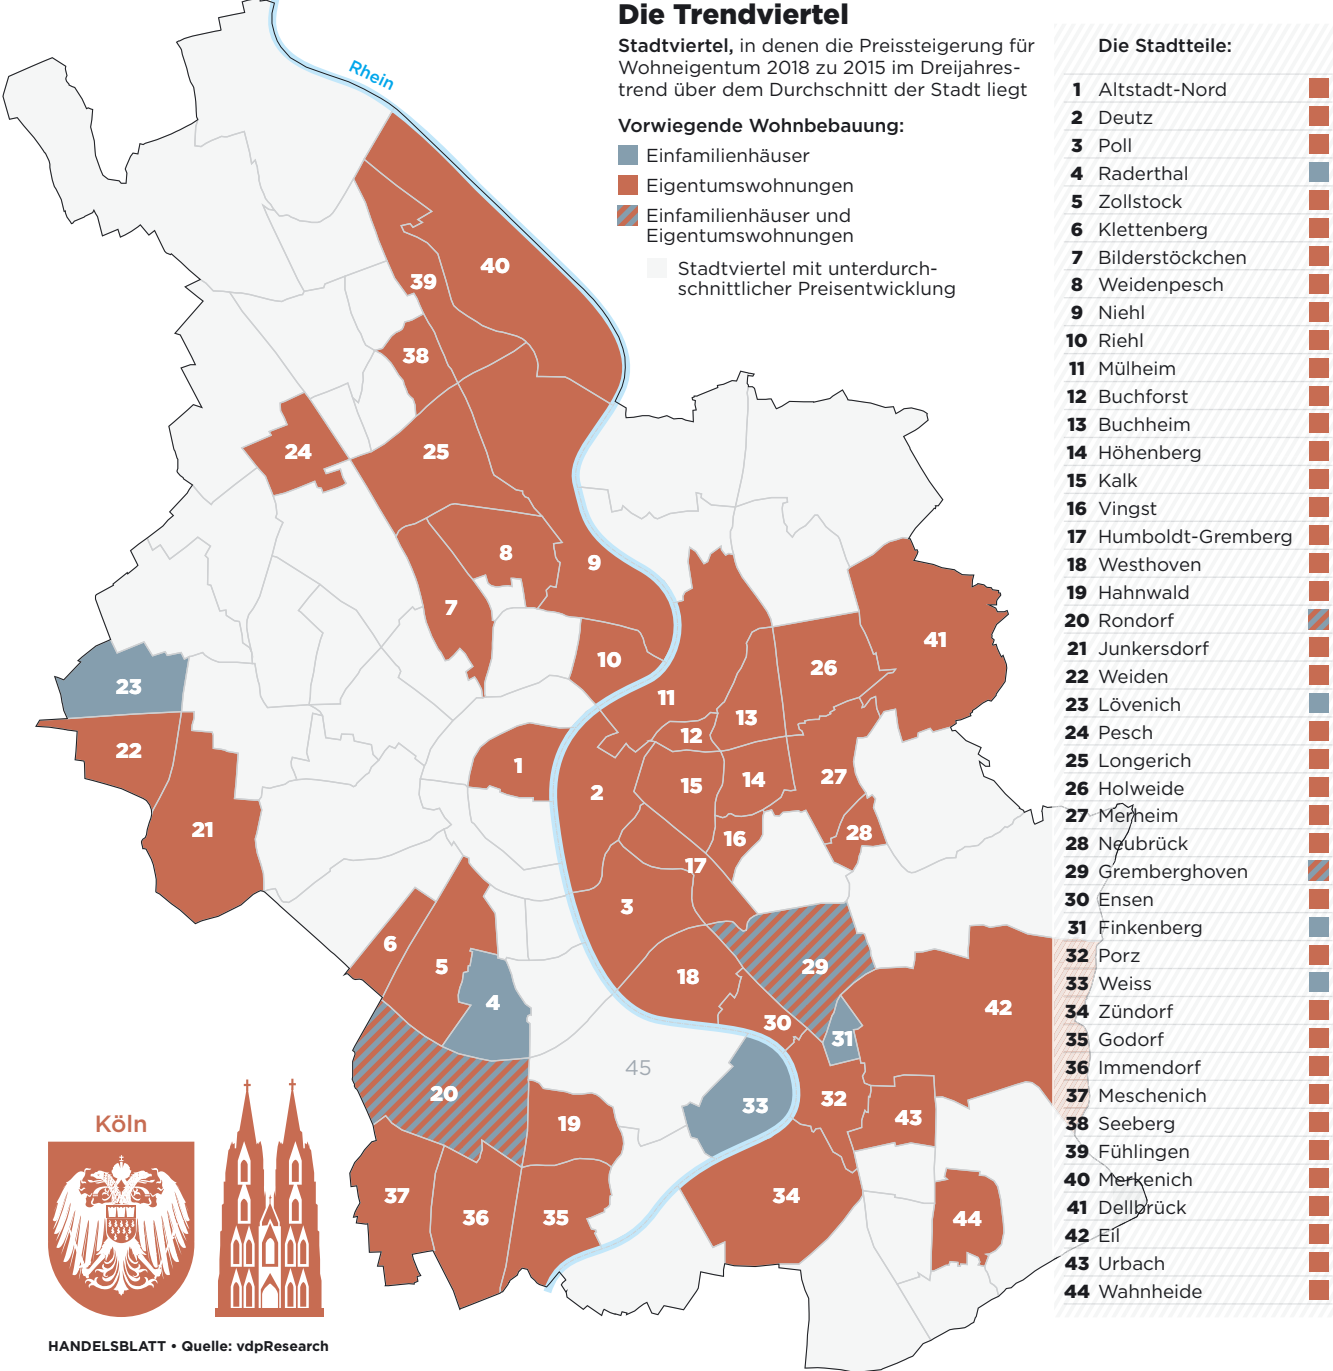 Die Trendviertel
Stadtviertel, in denen die Preissteigerung für
Wohneigentum 2018 zu 2015 im Dreijahres-
trend über dem Durchschnitt der Stadt liegt
Vorwiegende Wohnbebauung:
Einfamilienhäuser
Eigentumswohnungen
Einfamilienhäuser und
Eigentumswohnungen
Stadtviertel mit unterdurch-
schnittlicher Preisentwicklung
Die Stadtteile:
1 Altstadt-Nord
2 Deutz
3 Poll
4 Raderthal
5 Zollstock
6 Klettenberg
7 Bilderstöckchen
8 Weidenpesch
9 Niehl
10 Riehl
11 Mülheim
12 Buchforst
13 Buchheim
14 Höhenberg
15 Kalk
16 Vingst
17 Humboldt-Gremberg
18 Westhoven
19 Hahnwald
20 Rondorf
21 Junkersdorf
22 Weiden
23 Lövenich
24 Pesch
25 Longerich
26 Holweide
27 Merheim
28 Neubrück
29 Gremberghoven
30 Ensen
31 Finkenberg
32 Porz
33 Weiss
34 Zündorf
35 Godorf
36 Immendorf
37 Meschenich
38 Seeberg
39 Fühlingen
40 Merkenich
41 Dellbrück
42 Eil
43 Urbach
44 Wahnheide
Rhein
40
39
38
24
25
8
9
7
10
41
26
23
11
13
12
22
1
2
15
14
27
21
16
28
17
3
6
5
4
18
29
42
30
31
45
20
33
32
43
19
37
36
35
34
44
Köln
HANDELSBLATT • Quelle: vdpResearch